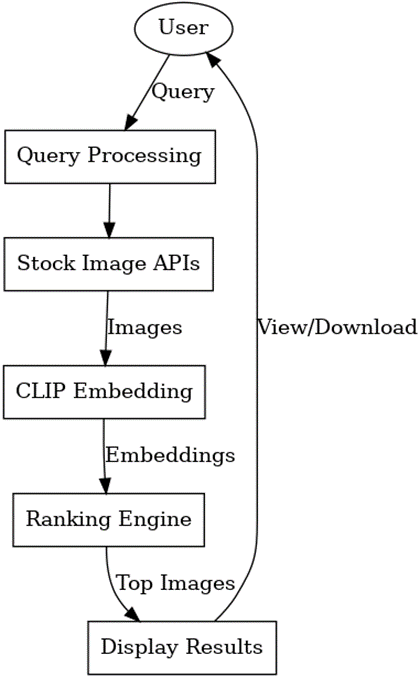 User
Query
Query Processing
Stock Image APIs
Images
View/Download
CLIP Embedding
Embeddings
Ranking Engine
Top Images
Display Results